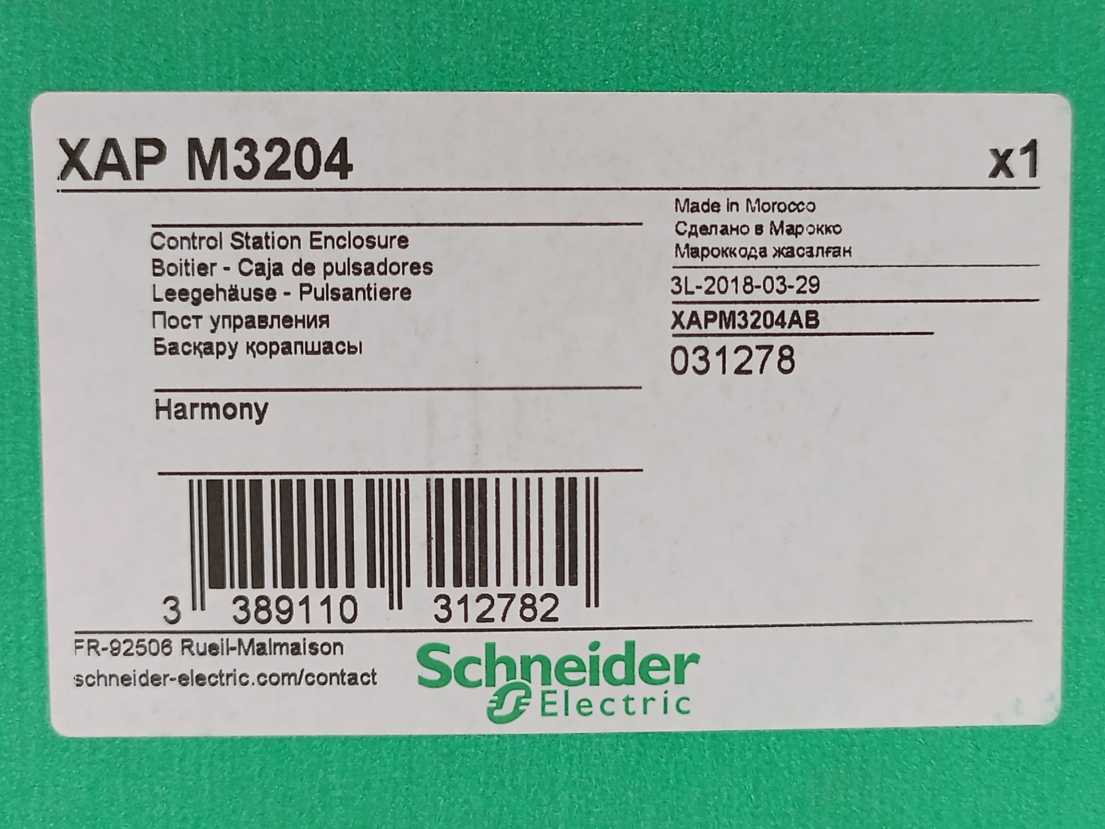 XAP M3204 x1
Control Station Enclosure
Boitier - Caja de pulsadores
Leegehäuse - Pulsantiere
Пост управления
Басқару қорапшасы
Harmony
Made in Morocco
Сделано в Марокко
Мароккода жасалған
3L-2018-03-29
XAPM3204AB
031278
3 389110 312782
FR-92506 Rueil-Malmaison
schneider-electric.com/contact
Schneider
Electric